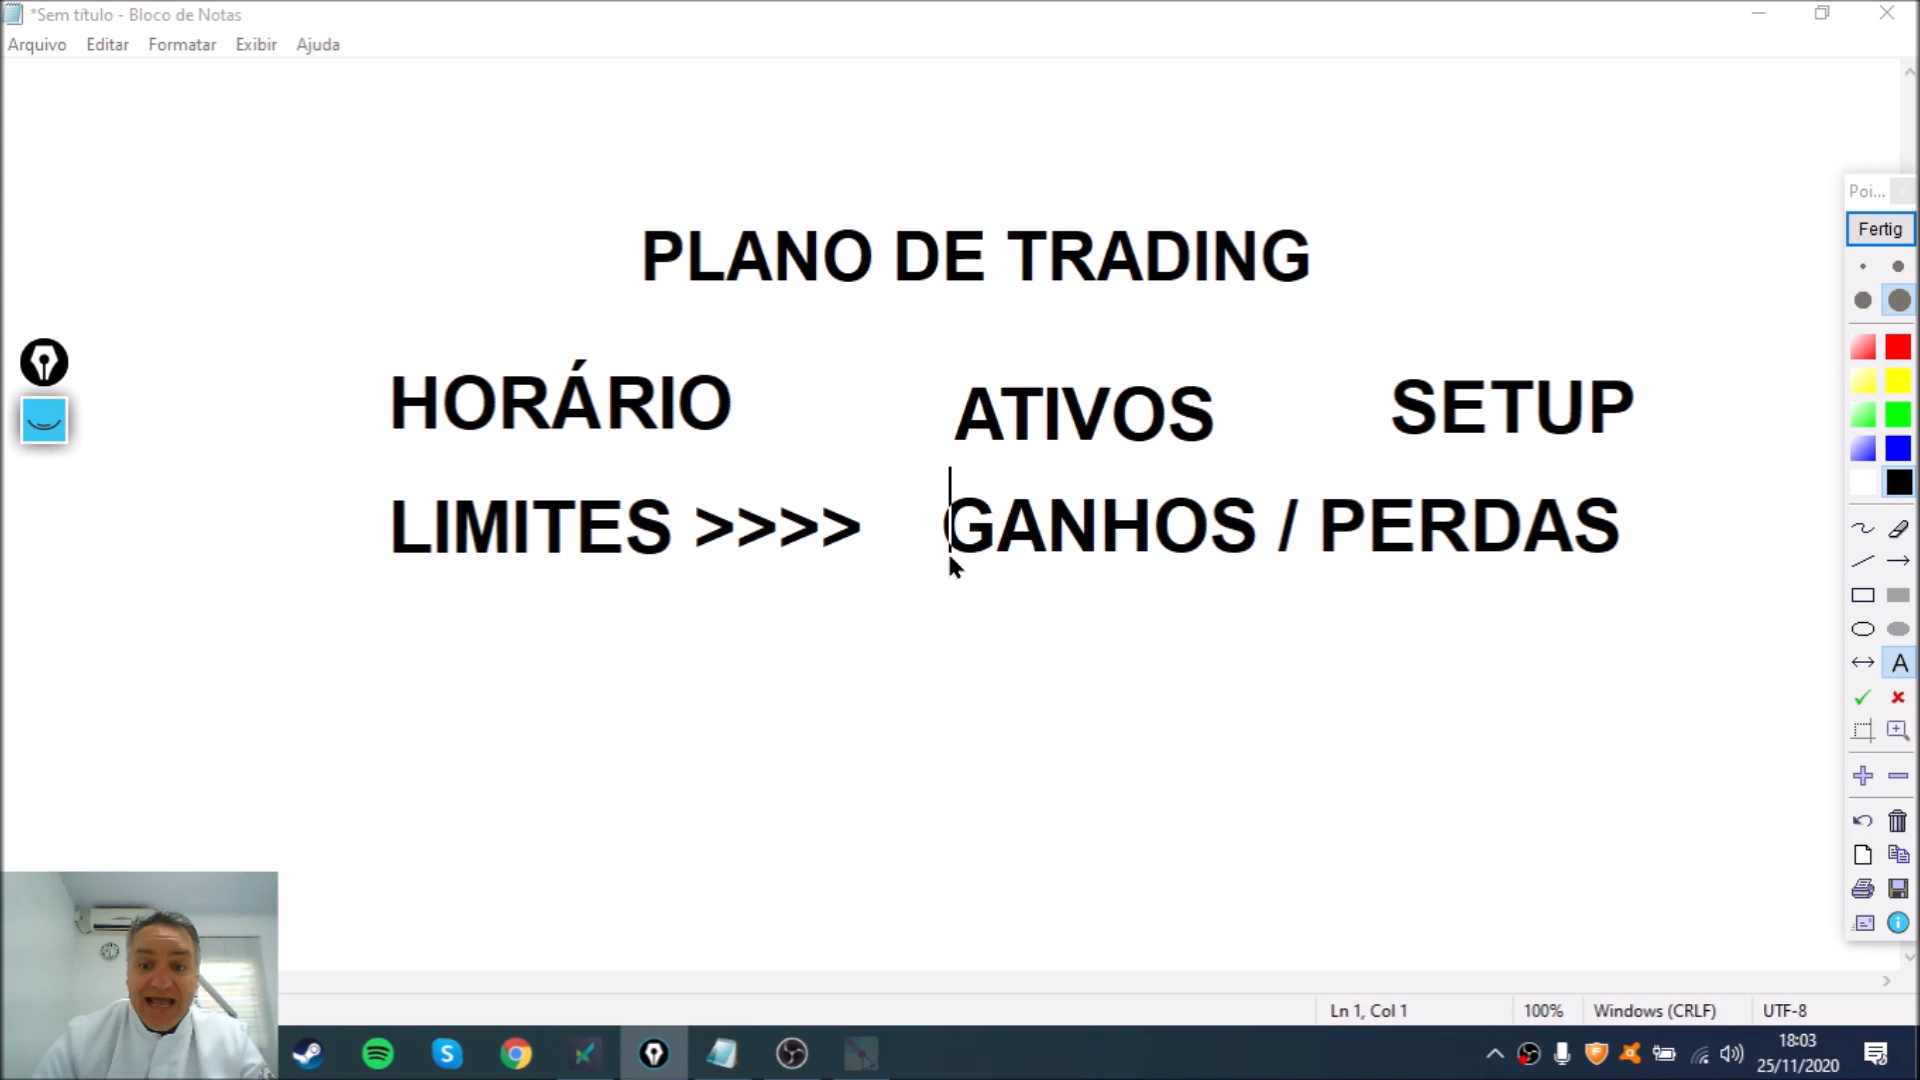 *Sem título - Bloco de Notas
Arquivo Editar Formatar Exibir Ajuda
Poi...
Fertig
PLANO DE TRADING
HORÁRIO ATIVOS SETUP
LIMITES >>>> GANHOS / PERDAS
A
Ln 1, Col 1 100% Windows (CRLF) UTF-8
18:03
25/11/2020